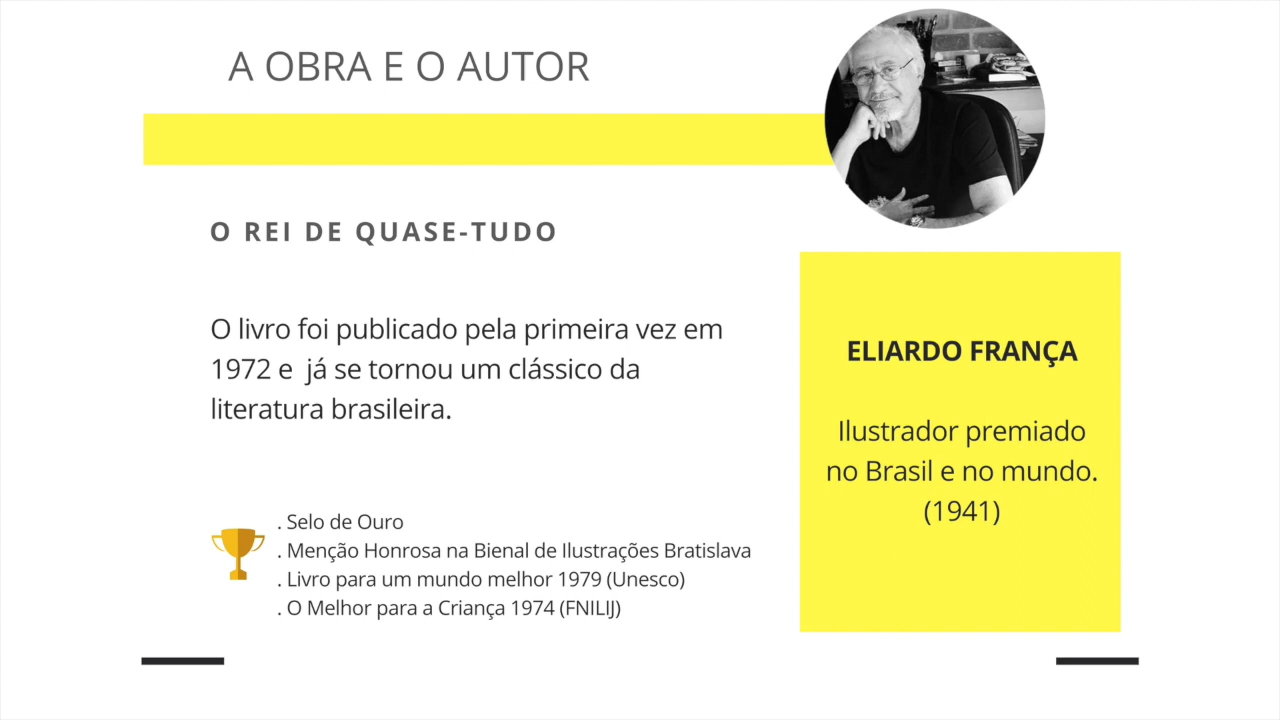 A OBRA E O AUTOR
O REI DE QUASE-TUDO
O livro foi publicado pela primeira vez em
1972 e já se tornou um clássico da
literatura brasileira.
. Selo de Ouro
. Menção Honrosa na Bienal de Ilustrações Bratislava
. Livro para um mundo melhor 1979 (Unesco)
. O Melhor para a Criança 1974 (FNILIJ)
ELIARDO FRANÇA
Ilustrador premiado
no Brasil e no mundo.
(1941)